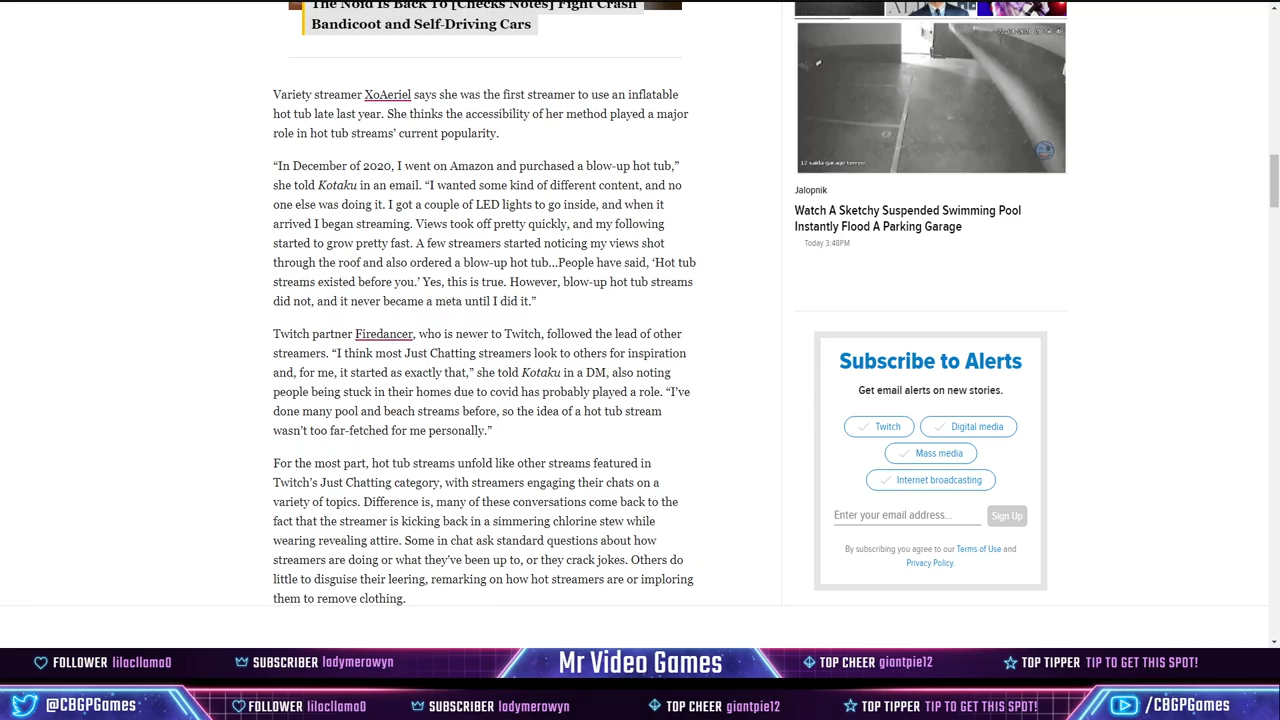 The Noid Is Back To [Checks Notes] Fight Crash
Bandicoot and Self-Driving Cars
Variety streamer XoAeriel says she was the first streamer to use an inflatable
hot tub late last year. She thinks the accessibility of her method played a major
role in hot tub streams’ current popularity.
“In December of 2020, I went on Amazon and purchased a blow-up hot tub,”
she told Kotaku in an email. “I wanted some kind of different content, and no
one else was doing it. I got a couple of LED lights to go inside, and when it
arrived I began streaming. Views took off pretty quickly, and my following
started to grow pretty fast. A few streamers started noticing my views shot
through the roof and also ordered a blow-up hot tub…People have said, ‘Hot tub
streams existed before you.’ Yes, this is true. However, blow-up hot tub streams
did not, and it never became a meta until I did it.”
Twitch partner Firedancer, who is newer to Twitch, followed the lead of other
streamers. “I think most Just Chatting streamers look to others for inspiration
and, for me, it started as exactly that,” she told Kotaku in a DM, also noting
people being stuck in their homes due to covid has probably played a role. “I’ve
done many pool and beach streams before, so the idea of a hot tub stream
wasn’t too far-fetched for me personally.”
For the most part, hot tub streams unfold like other streams featured in
Twitch’s Just Chatting category, with streamers engaging their chats on a
variety of topics. Difference is, many of these conversations come back to the
fact that the streamer is kicking back in a simmering chlorine stew while
wearing revealing attire. Some in chat ask standard questions about how
streamers are doing or what they’ve been up to, or they crack jokes. Others do
little to disguise their leering, remarking on how hot streamers are or imploring
them to remove clothing.
12 saida garagem terreo
Jalopnik
Watch A Sketchy Suspended Swimming Pool
Instantly Flood A Parking Garage
Today 3:48PM
Subscribe to Alerts
Get email alerts on new stories.
Twitch
Digital media
Mass media
Internet broadcasting
Enter your email address...
Sign Up
By subscribing you agree to our Terms of Use and
Privacy Policy.
FOLLOWER lilacllama0
SUBSCRIBER ladymerowyn
Mr Video Games
TOP CHEER giantpie12
TOP TIPPER TIP TO GET THIS SPOT!
@CBGPGames
FOLLOWER lilacllama0
SUBSCRIBER ladymerowyn
TOP CHEER giantpie12
TOP TIPPER TIP TO GET THIS SPOT!
/CBGPGames